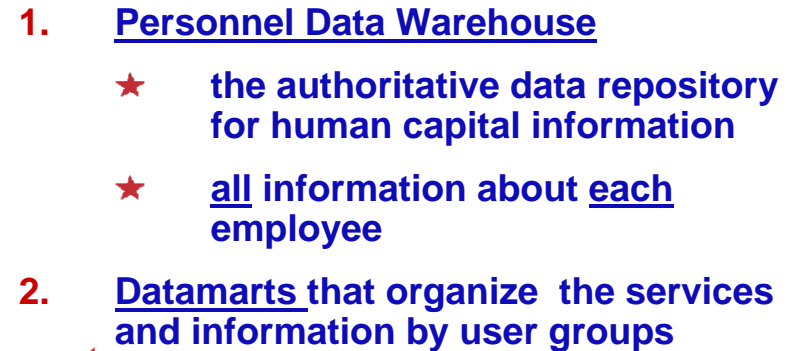 1. Personnel Data Warehouse
★ the authoritative data repository
for human capital information
★ all information about each
employee
2. Datamarts that organize the services
and information by user groups